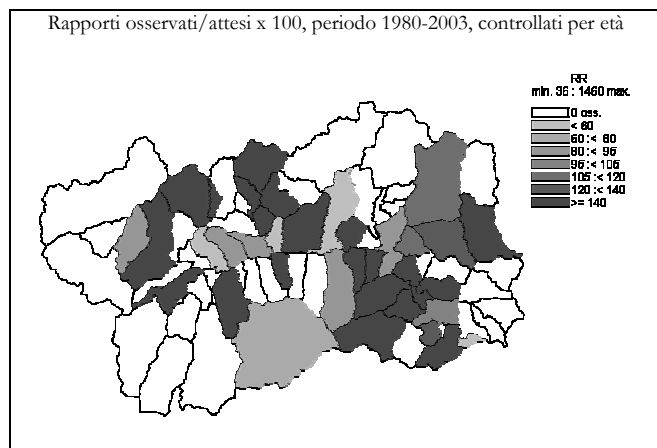 Rapporti osservati/attesi x 100, periodo 1980-2003, controllati per età
RR
min. 36 : 1460 max.
0 oss.
< 60
60 :< 80
80 :< 95
95 :< 105
105 :< 120
120 :< 140
>= 140